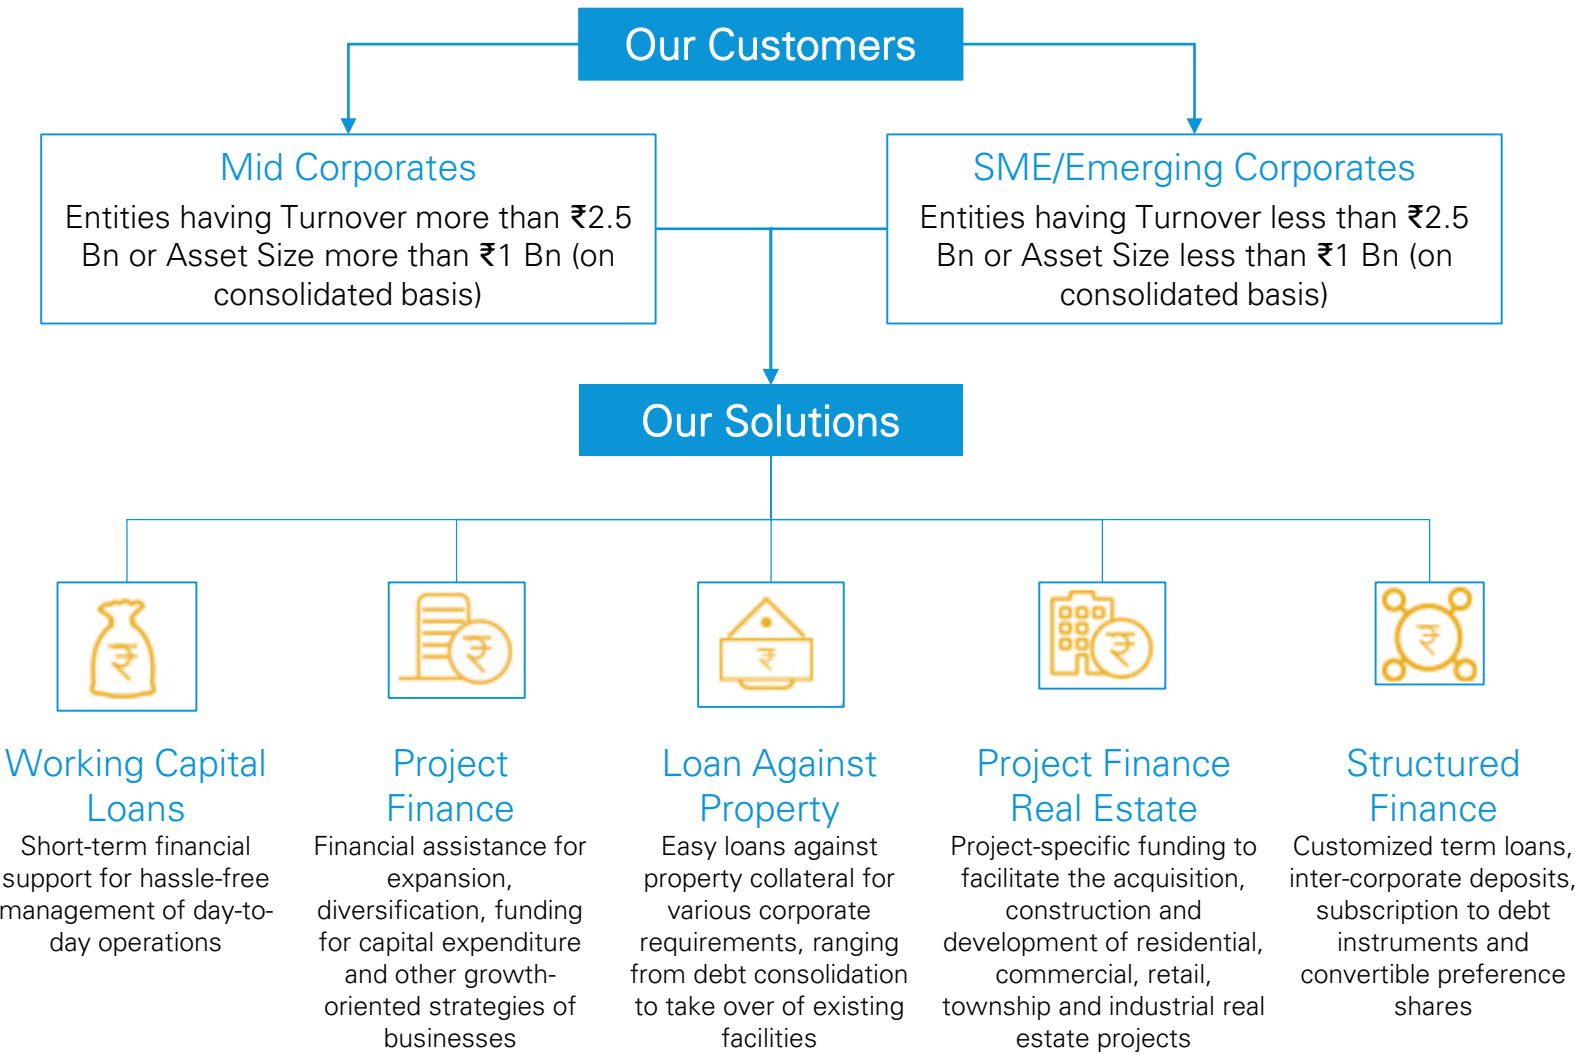 Our Customers
Mid Corporates
Entities having Turnover more than ₹2.5
Bn or Asset Size more than ₹1 Bn (on
consolidated basis)
SME/Emerging Corporates
Entities having Turnover less than ₹2.5
Bn or Asset Size less than ₹1 Bn (on
consolidated basis)
Our Solutions
₹
₹
₹
₹
₹
Working Capital
Loans
Short-term financial
support for hassle-free
management of day-to-
day operations
Project
Finance
Financial assistance for
expansion,
diversification, funding
for capital expenditure
and other growth-
oriented strategies of
businesses
Loan Against
Property
Easy loans against
property collateral for
various corporate
requirements, ranging
from debt consolidation
to take over of existing
facilities
Project Finance
Real Estate
Project-specific funding to
facilitate the acquisition,
construction and
development of residential,
commercial, retail,
township and industrial real
estate projects
Structured
Finance
Customized term loans,
inter-corporate deposits,
subscription to debt
instruments and
convertible preference
shares